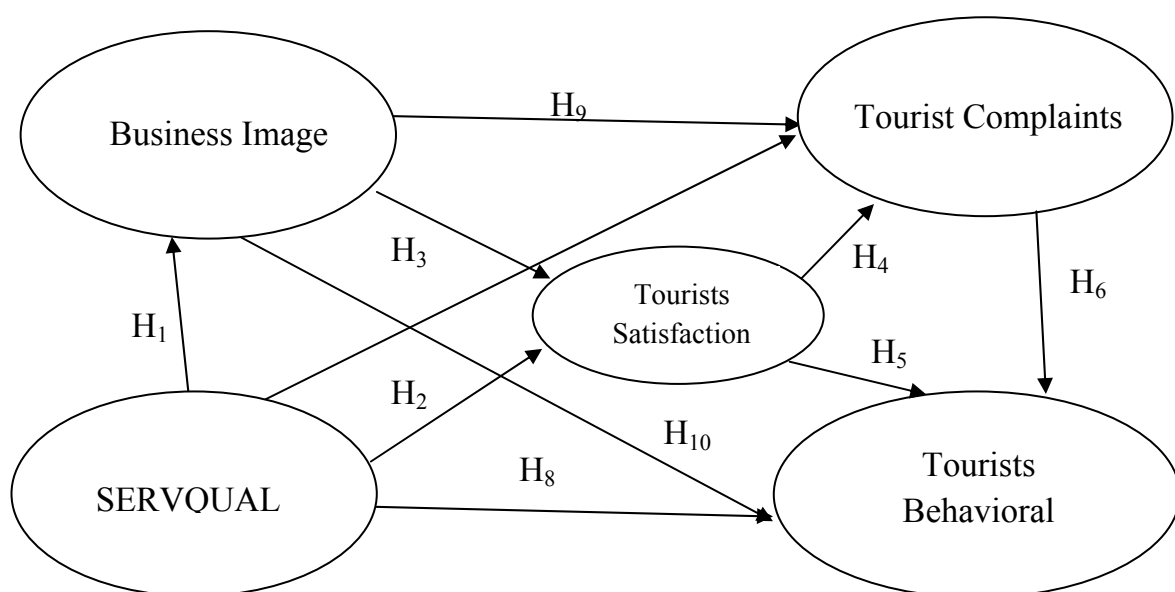 H₉
Business Image
Tourist Complaints
H₃
H₄
H₆
Tourists
Satisfaction
H₁
H₅
H₂
H₁₀
H₈
Tourists
Behavioral
SERVQUAL